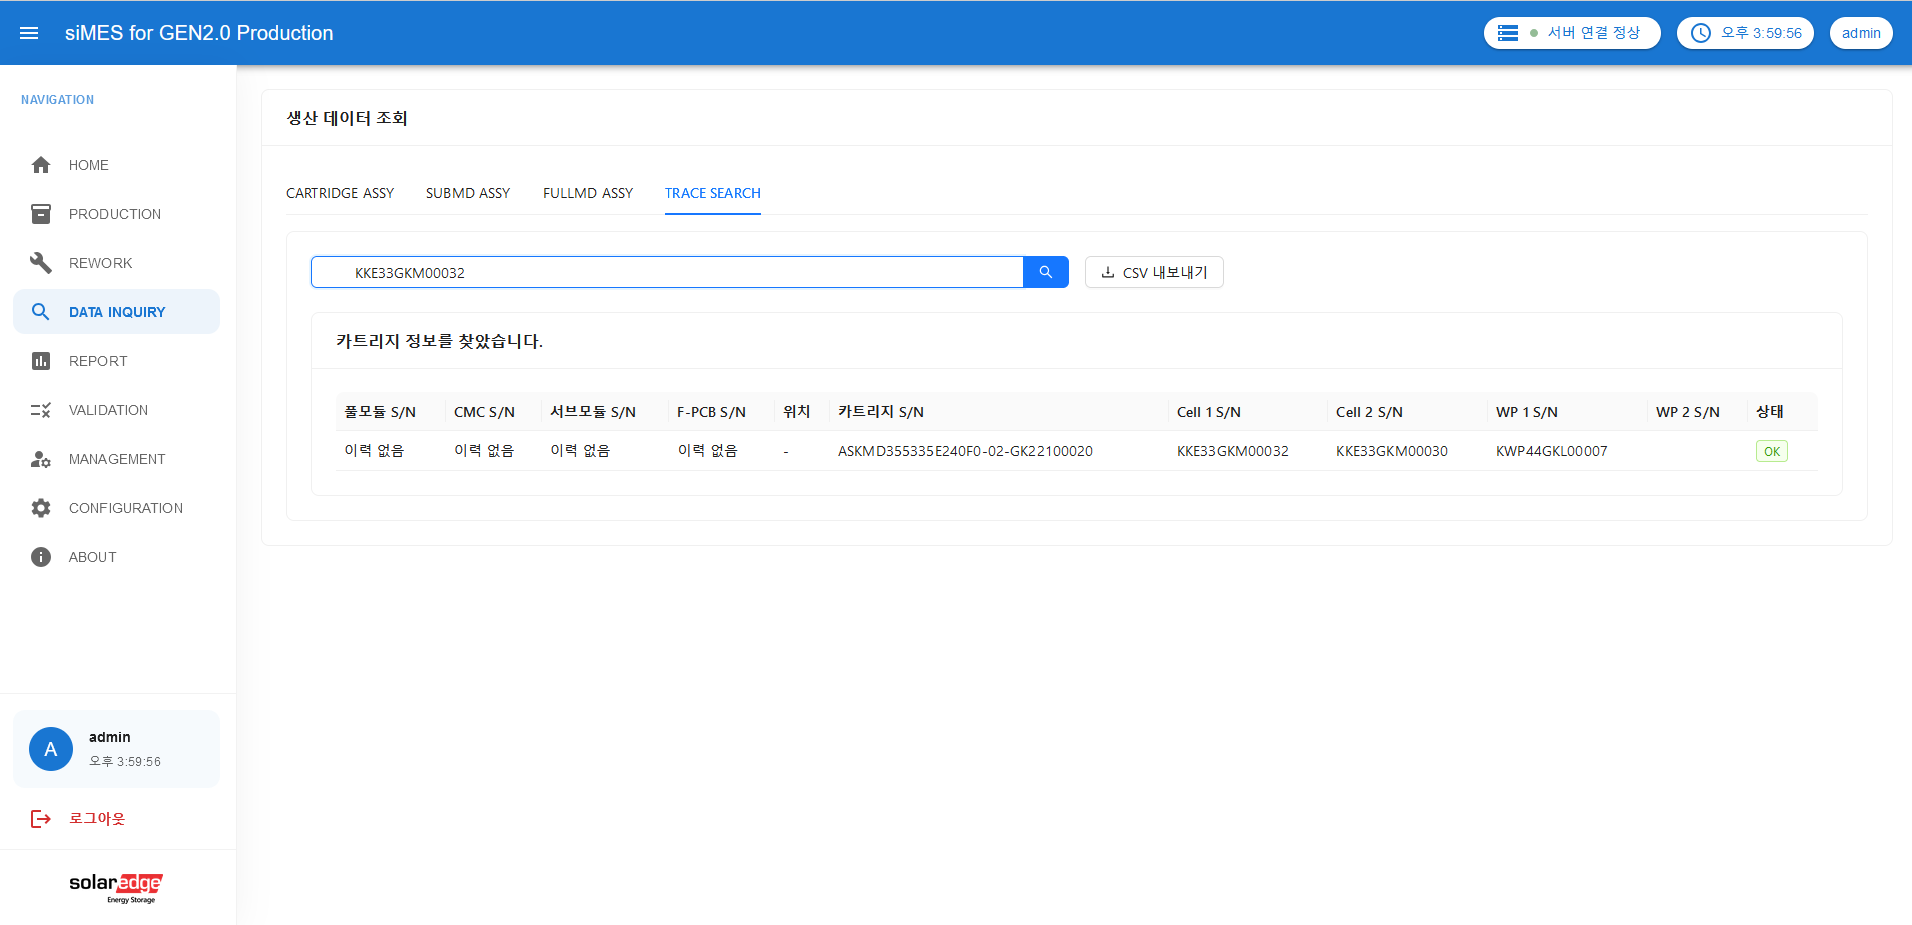 siMES for GEN2.0 Production
서버 연결 정상
오후 3:59:56
admin
NAVIGATION
HOME
PRODUCTION
REWORK
DATA INQUIRY
REPORT
VALIDATION
MANAGEMENT
CONFIGURATION
ABOUT
A
admin
오후 3:59:56
로그아웃
solaredge
Energy Storage
생산 데이터 조회
CARTRIDGE ASSY SUBMD ASSY FULLMD ASSY TRACE SEARCH
KKE33GKM00032
CSV 내보내기
카트리지 정보를 찾았습니다.
풀모듈 S/N CMC S/N 서브모듈 S/N F-PCB S/N 위치 카트리지 S/N Cell 1 S/N Cell 2 S/N WP 1 S/N WP 2 S/N 상태
이력 없음 이력 없음 이력 없음 이력 없음 - ASKMD355335E240F0-02-GK22100020 KKE33GKM00032 KKE33GKM00030 KWP44GKL00007 OK